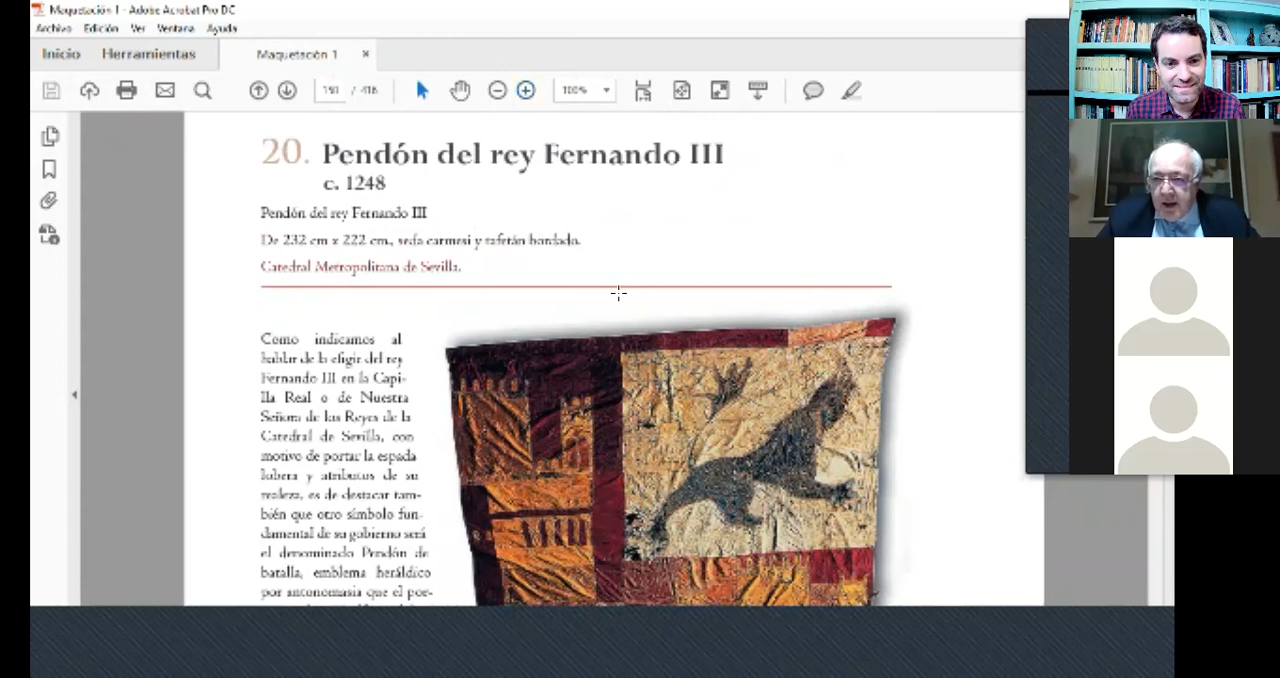 Maquetación 1 - Adobe Acrobat Pro DC
Archivo Edición Ver Ventana Ayuda
Inicio Herramientas Maquetación 1 ×
/ 416 100%
20. Pendón del rey Fernando III
c. 1248
Pendón del rey Fernando III
De 232 cm x 222 cm., seda carmesí y tafetán bordado.
Catedral Metropolitana de Sevilla.
Como indicamos al
hablar de la efigie del rey
Fernando III en la Capi-
lla Real o de Nuestra
Señora de los Reyes de la
Catedral de Sevilla, con
motivo de portar la espada
lobera y atributos de su
realeza, es de destacar tam-
bién que otro símbolo fun-
damental de su gobierno será
el denominado Pendón de
batalla, emblema heráldico
por antonomasia que el por-